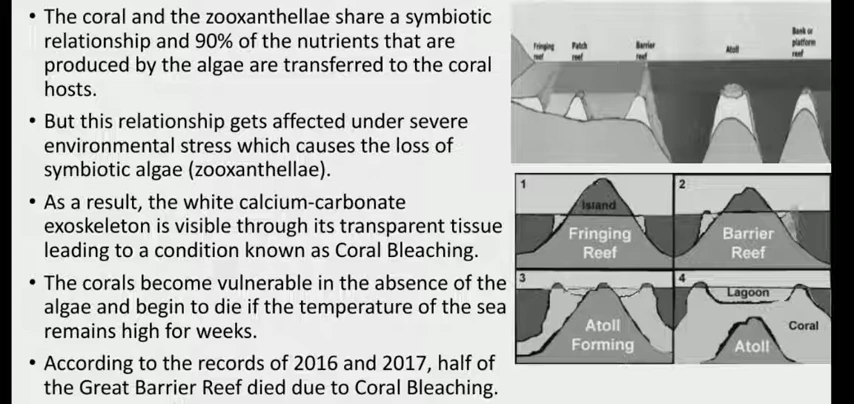 • The coral and the zooxanthellae share a symbiotic
relationship and 90% of the nutrients that are
produced by the algae are transferred to the coral
hosts.
• But this relationship gets affected under severe
environmental stress which causes the loss of
symbiotic algae (zooxanthellae).
• As a result, the white calcium-carbonate
exoskeleton is visible through its transparent tissue
leading to a condition known as Coral Bleaching.
• The corals become vulnerable in the absence of the
algae and begin to die if the temperature of the sea
remains high for weeks.
• According to the records of 2016 and 2017, half of
the Great Barrier Reef died due to Coral Bleaching.
Fringing
reef
Patch
reef
Barrier
reef
Atoll
Bank or
platform
reef
1
Island
Fringing
Reef
2
Barrier
Reef
3
Atoll
Forming
4
Lagoon
Coral
Atoll